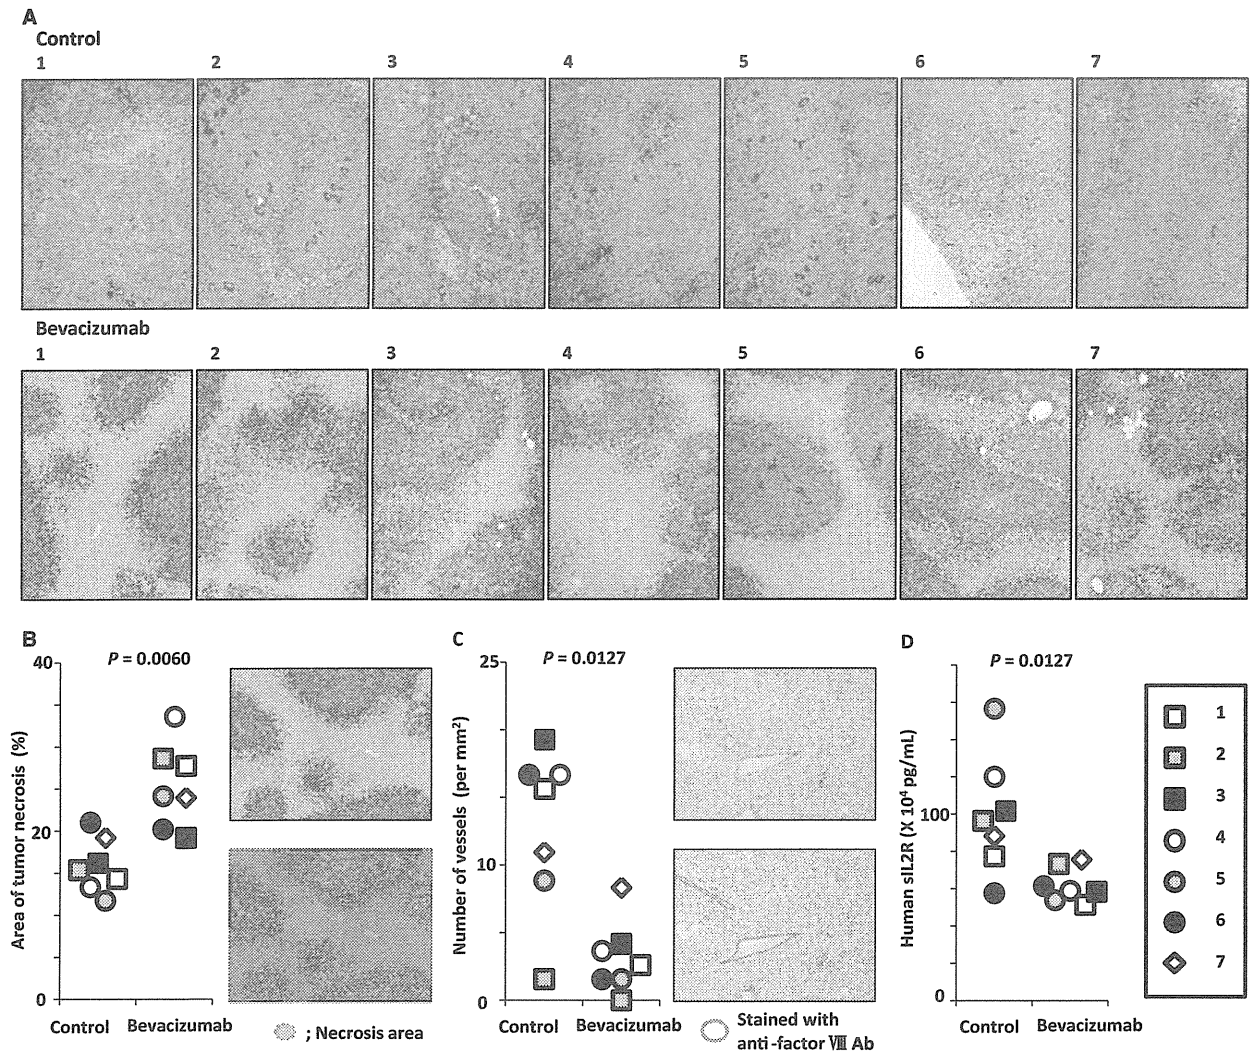 A
Control
1 2 3 4 5 6 7
Bevacizumab
1 2 3 4 5 6 7
B
P = 0.0060
40
20
0
Area of tumor necrosis (%)
Control Bevacizumab
; Necrosis area
C
P = 0.0127
25
10
0
Number of vessels (per mm²)
Control Bevacizumab
Stained with
anti-factor Ⅷ Ab
D
P = 0.0127
100
0
Human sIL2R (X 10⁴ pg/mL)
Control Bevacizumab
1
2
3
4
5
6
7